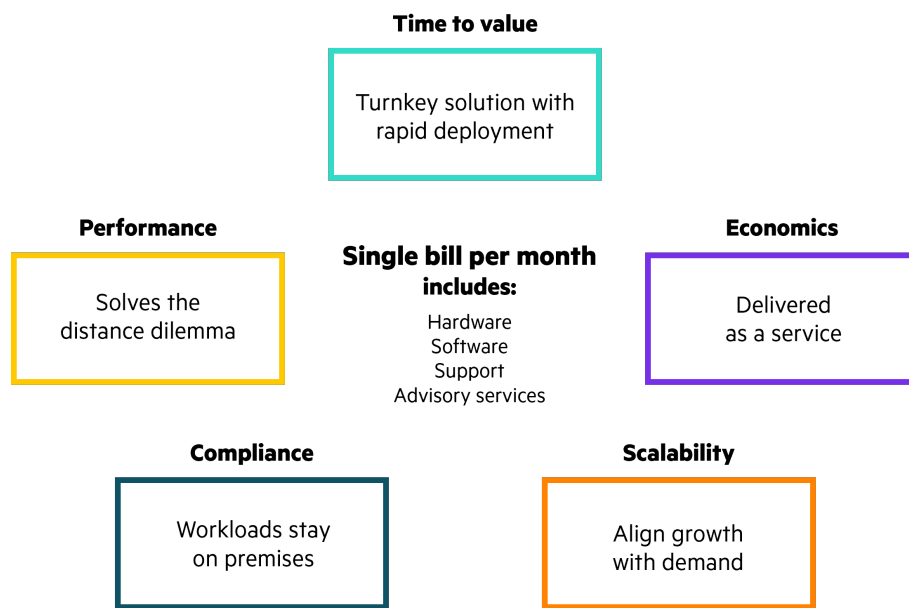 Time to value
Turnkey solution with
rapid deployment
Performance
Solves the
distance dilemma
Single bill per month
includes:
Hardware
Software
Support
Advisory services
Economics
Delivered
as a service
Compliance
Workloads stay
on premises
Scalability
Align growth
with demand